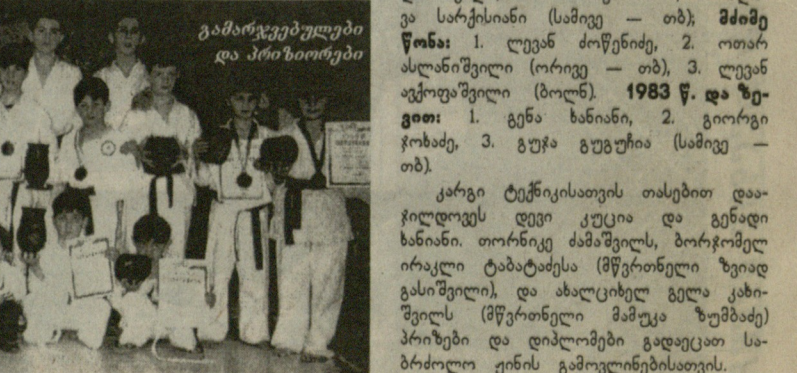 გამარჯვებულები
და პრიზიორები
ვა სარქისიანი (სამივე — თბ); მძიმე
წონა: 1. ლევან ძოწენიძე, 2. ოთარ
ასლანიშვილი (ორივე — თბ), 3. ლევან
ავქოფაშვილი (ბოლნ). 1983 წ. და ზე-
ვით: 1. გენა ხანიანი, 2. გიორგი
ჯოხაძე, 3. გუჯა გუგუჩია (სამივე —
თბ).
კარგი ტექნიკისათვის თასებით დაა-
ჯილდოვეს დევი კუცია და გენადი
ხანიანი. თორნიკე ძამაშვილს, ბორჯომელ
ირაკლი ტაბატაძესა (მწვრთნელი ზვიად
გასიშვილი), და ახალციხელ გელა კახი-
შვილს (მწვრთნელი მამუკა ზუმბაძე)
პრიზები და დიპლომები გადაეცათ სა-
ბრძოლო ჟინის გამოვლინებისათვის.